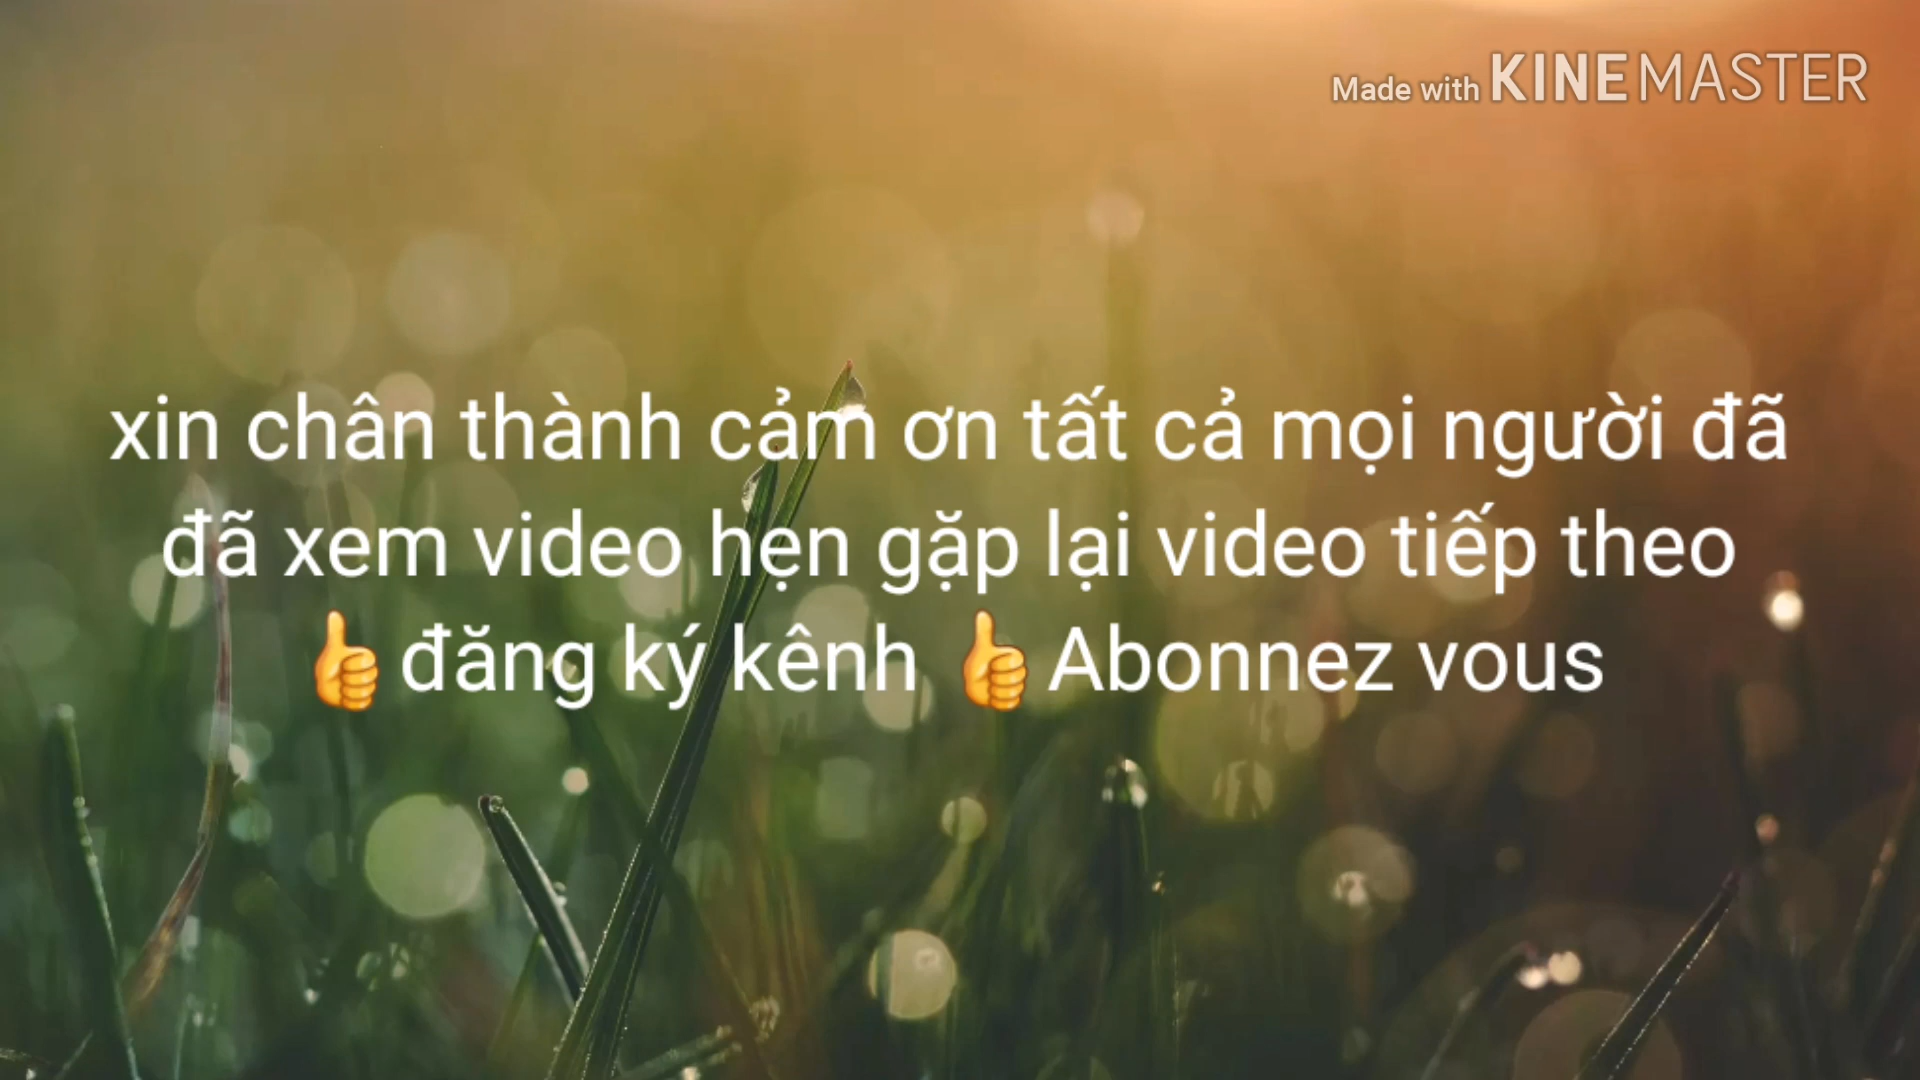 Made with KINEMASTER
xin chân thành cảm ơn tất cả mọi người đã
đã xem video hẹn gặp lại video tiếp theo
👍 đăng ký kênh 👍 Abonnez vous